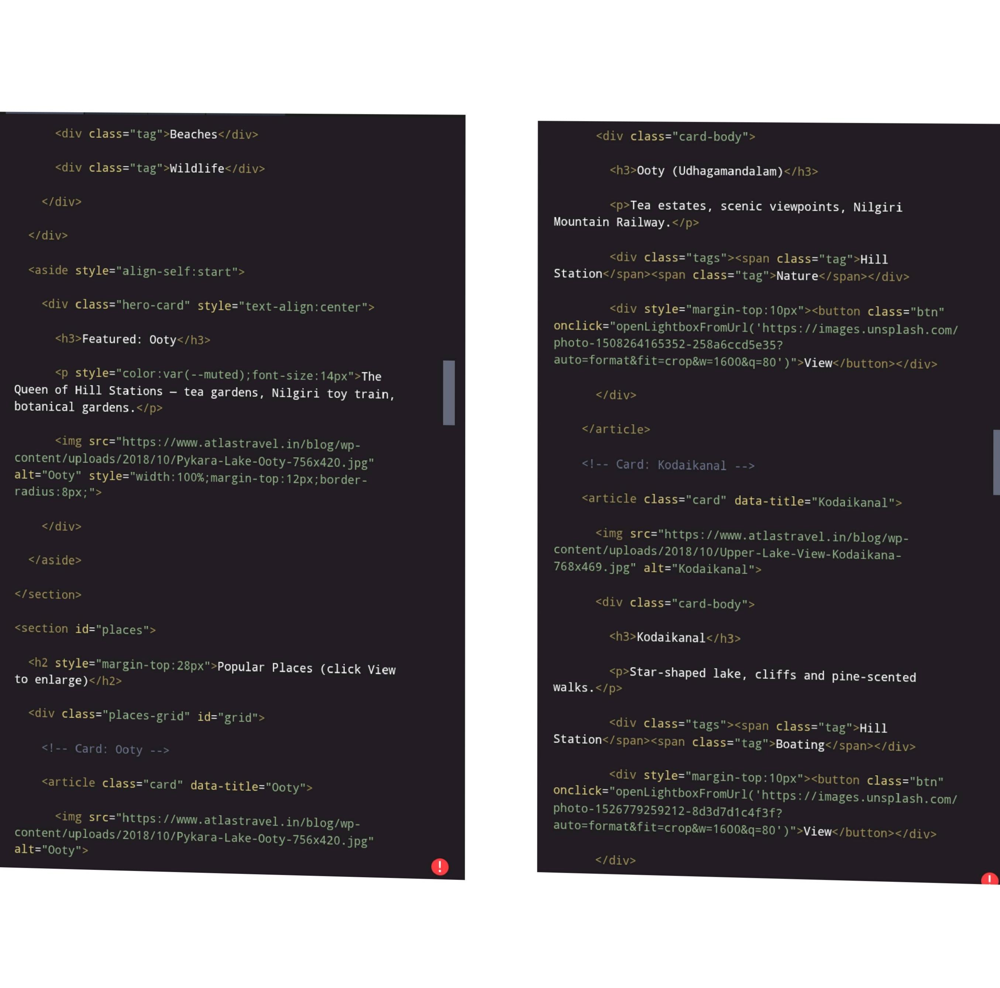 <div class="tag">Beaches</div>
<div class="tag">Wildlife</div>
</div>
</div>
<aside style="align-self:start">
<div class="hero-card" style="text-align:center">
<h3>Featured: Ooty</h3>
<p style="color:var(--muted);font-size:14px">The
Queen of Hill Stations — tea gardens, Nilgiri toy train,
botanical gardens.</p>
<img src="https://www.atlastravel.in/blog/wp-
content/uploads/2018/10/Pykara-Lake-Ooty-756x420.jpg"
alt="Ooty" style="width:100%;margin-top:12px;border-
radius:8px;">
</div>
</aside>
</section>
<section id="places">
<h2 style="margin-top:28px">Popular Places (click View
to enlarge)</h2>
<div class="places-grid" id="grid">
<!-- Card: Ooty -->
<article class="card" data-title="Ooty">
<img src="https://www.atlastravel.in/blog/wp-
content/uploads/2018/10/Pykara-Lake-Ooty-756x420.jpg"
alt="Ooty">
<div class="card-body">
<h3>Ooty (Udhagamandalam)</h3>
<p>Tea estates, scenic viewpoints, Nilgiri
Mountain Railway.</p>
<div class="tags"><span class="tag">Hill
Station</span><span class="tag">Nature</span></div>
<div style="margin-top:10px"><button class="btn"
onclick="openLightboxFromUrl('https://images.unsplash.com/
photo-1508264165352-258a6ccd5e35?
auto=format&fit=crop&w=1600&q=80')">View</button></div>
</div>
</article>
<!-- Card: Kodaikanal -->
<article class="card" data-title="Kodaikanal">
<img src="https://www.atlastravel.in/blog/wp-
content/uploads/2018/10/Upper-Lake-View-Kodaikana-
768x469.jpg" alt="Kodaikanal">
<div class="card-body">
<h3>Kodaikanal</h3>
<p>Star-shaped lake, cliffs and pine-scented
walks.</p>
<div class="tags"><span class="tag">Hill
Station</span><span class="tag">Boating</span></div>
<div style="margin-top:10px"><button class="btn"
onclick="openLightboxFromUrl('https://images.unsplash.com/
photo-1526779259212-8d3d7d1c4f3f?
auto=format&fit=crop&w=1600&q=80')">View</button></div>
</div>